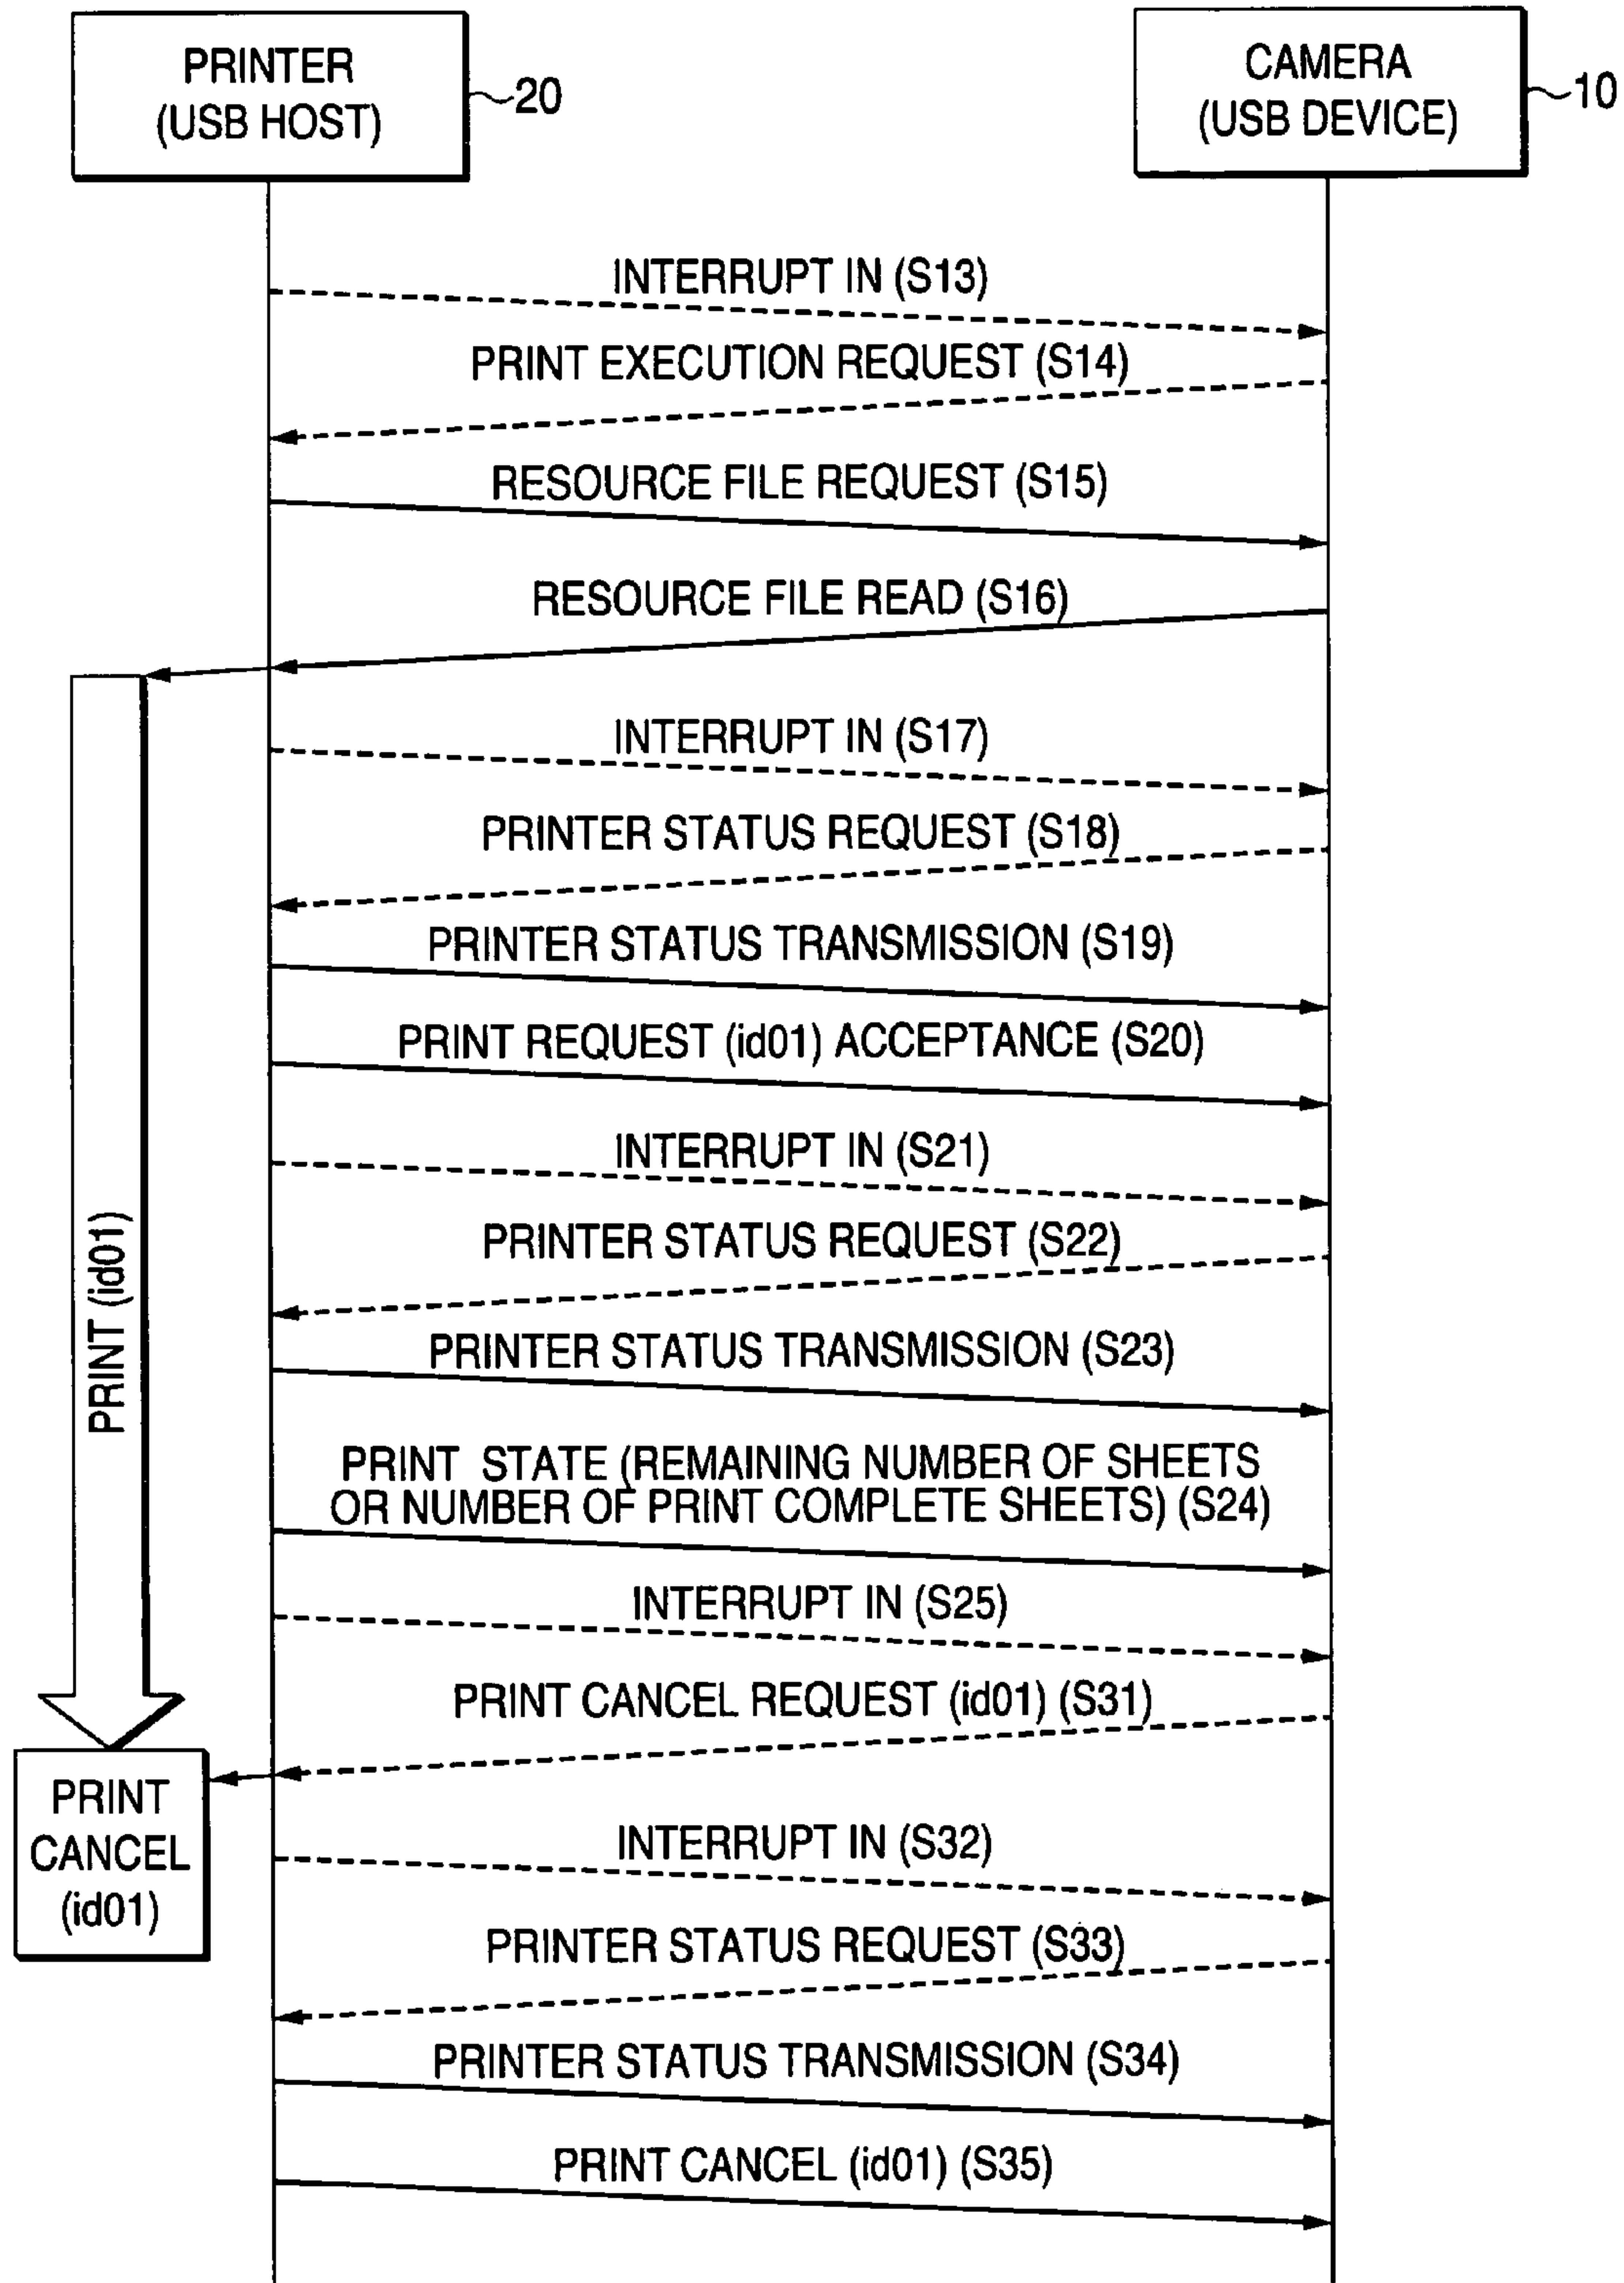 PRINTER
(USB HOST)
20
CAMERA
(USB DEVICE)
10
INTERRUPT IN (S13)
PRINT EXECUTION REQUEST (S14)
RESOURCE FILE REQUEST (S15)
RESOURCE FILE READ (S16)
INTERRUPT IN (S17)
PRINTER STATUS REQUEST (S18)
PRINTER STATUS TRANSMISSION (S19)
PRINT REQUEST (id01) ACCEPTANCE (S20)
INTERRUPT IN (S21)
PRINTER STATUS REQUEST (S22)
PRINT (id01)
PRINTER STATUS TRANSMISSION (S23)
PRINT STATE (REMAINING NUMBER OF SHEETS
OR NUMBER OF PRINT COMPLETE SHEETS) (S24)
INTERRUPT IN (S25)
PRINT CANCEL REQUEST (id01) (S31)
PRINT
CANCEL
(id01)
INTERRUPT IN (S32)
PRINTER STATUS REQUEST (S33)
PRINTER STATUS TRANSMISSION (S34)
PRINT CANCEL (id01) (S35)